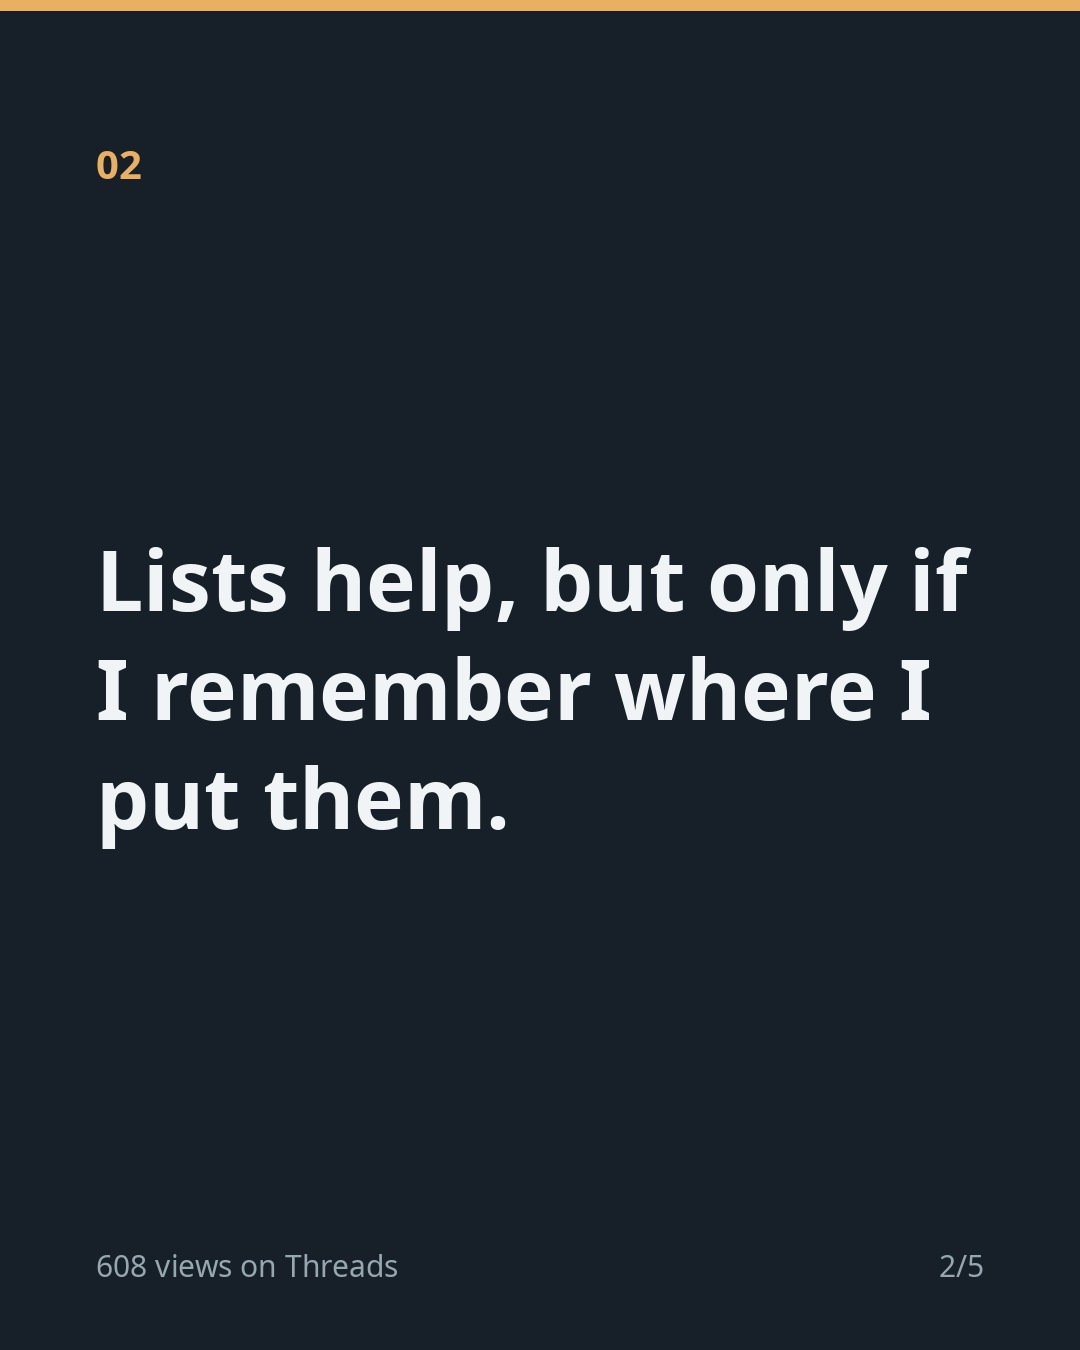 02
Lists help, but only if
I remember where I
put them.
608 views on Threads
2/5